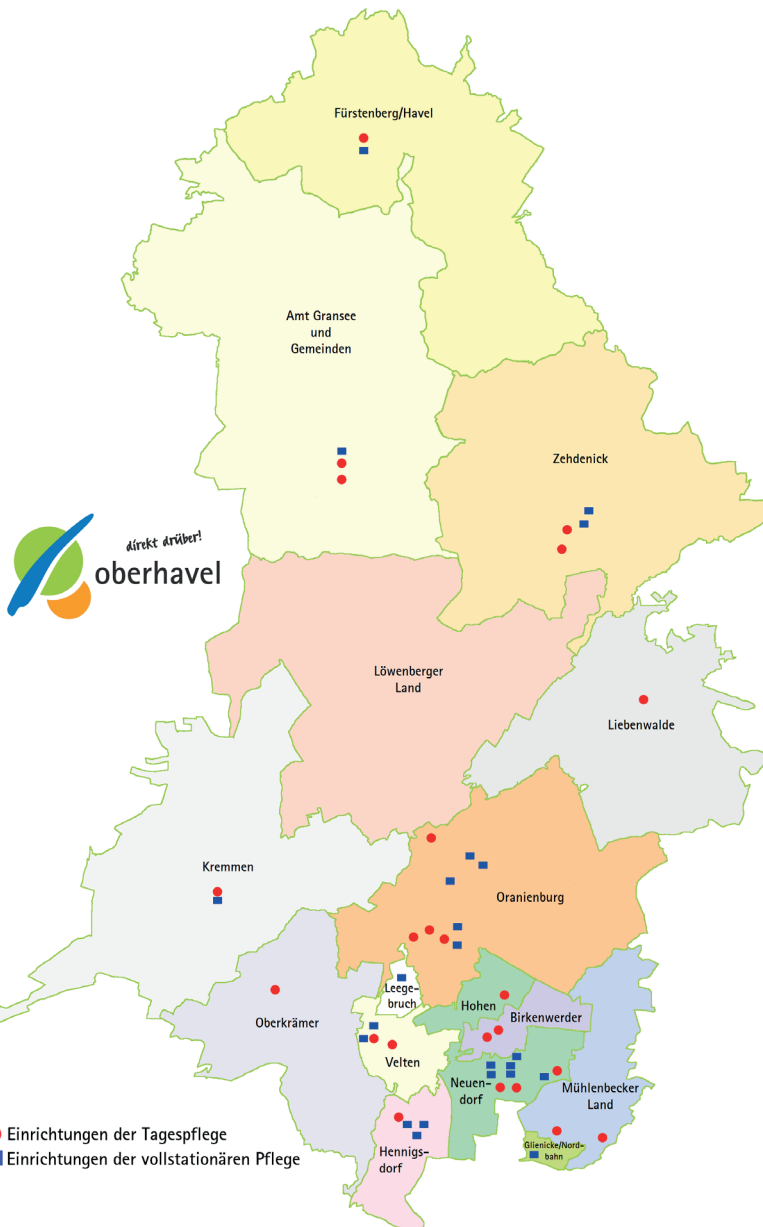 Fürstenberg/Havel
Amt Gransee
und
Gemeinden
Zehdenick
direkt drüber!
oberhavel
Löwenberger
Land
Liebenwalde
Kremmen
Oranienburg
Leege-
bruch
Hohen
Birkenwerder
Oberkrämer
Velten
Neuen-
dorf
Mühlenbecker
Land
Einrichtungen der Tagespflege
Einrichtungen der vollstationären Pflege
Hennigs-
dorf
Glienicke/Nord-
bahn